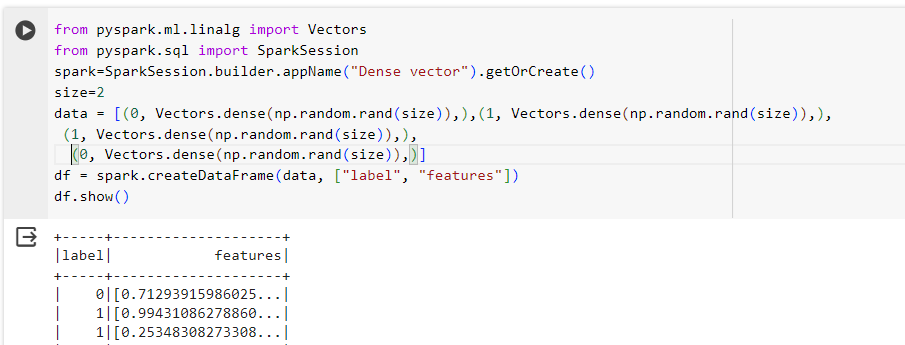 from pyspark.ml.linalg import Vectors
from pyspark.sql import SparkSession
spark=SparkSession.builder.appName("Dense vector").getOrCreate()
size=2
data = [(0, Vectors.dense(np.random.rand(size)),),(1, Vectors.dense(np.random.rand(size)),),
(1, Vectors.dense(np.random.rand(size)),),
(0, Vectors.dense(np.random.rand(size)),)]
df = spark.createDataFrame(data, ["label", "features"])
df.show()
+-----+--------------------+
|label|            features|
+-----+--------------------+
|    0|[0.71293915986025...|
|    1|[0.99431086278860...|
|    1|[0.25348308273308...|